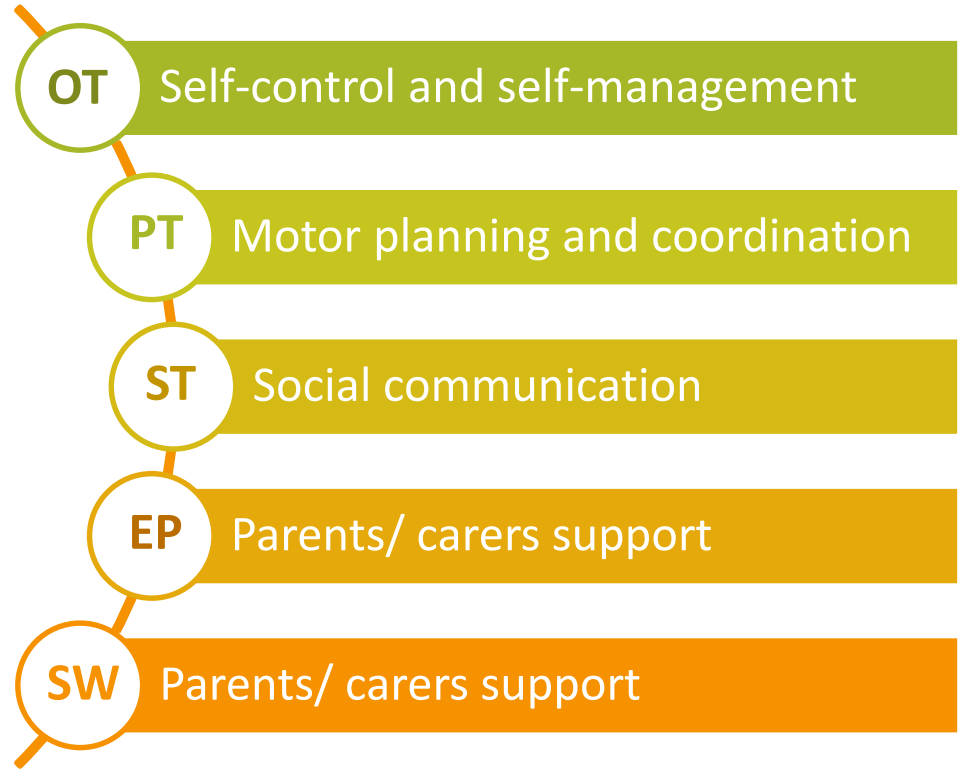 OT Self-control and self-management
PT Motor planning and coordination
ST Social communication
EP Parents/ carers support
SW Parents/ carers support